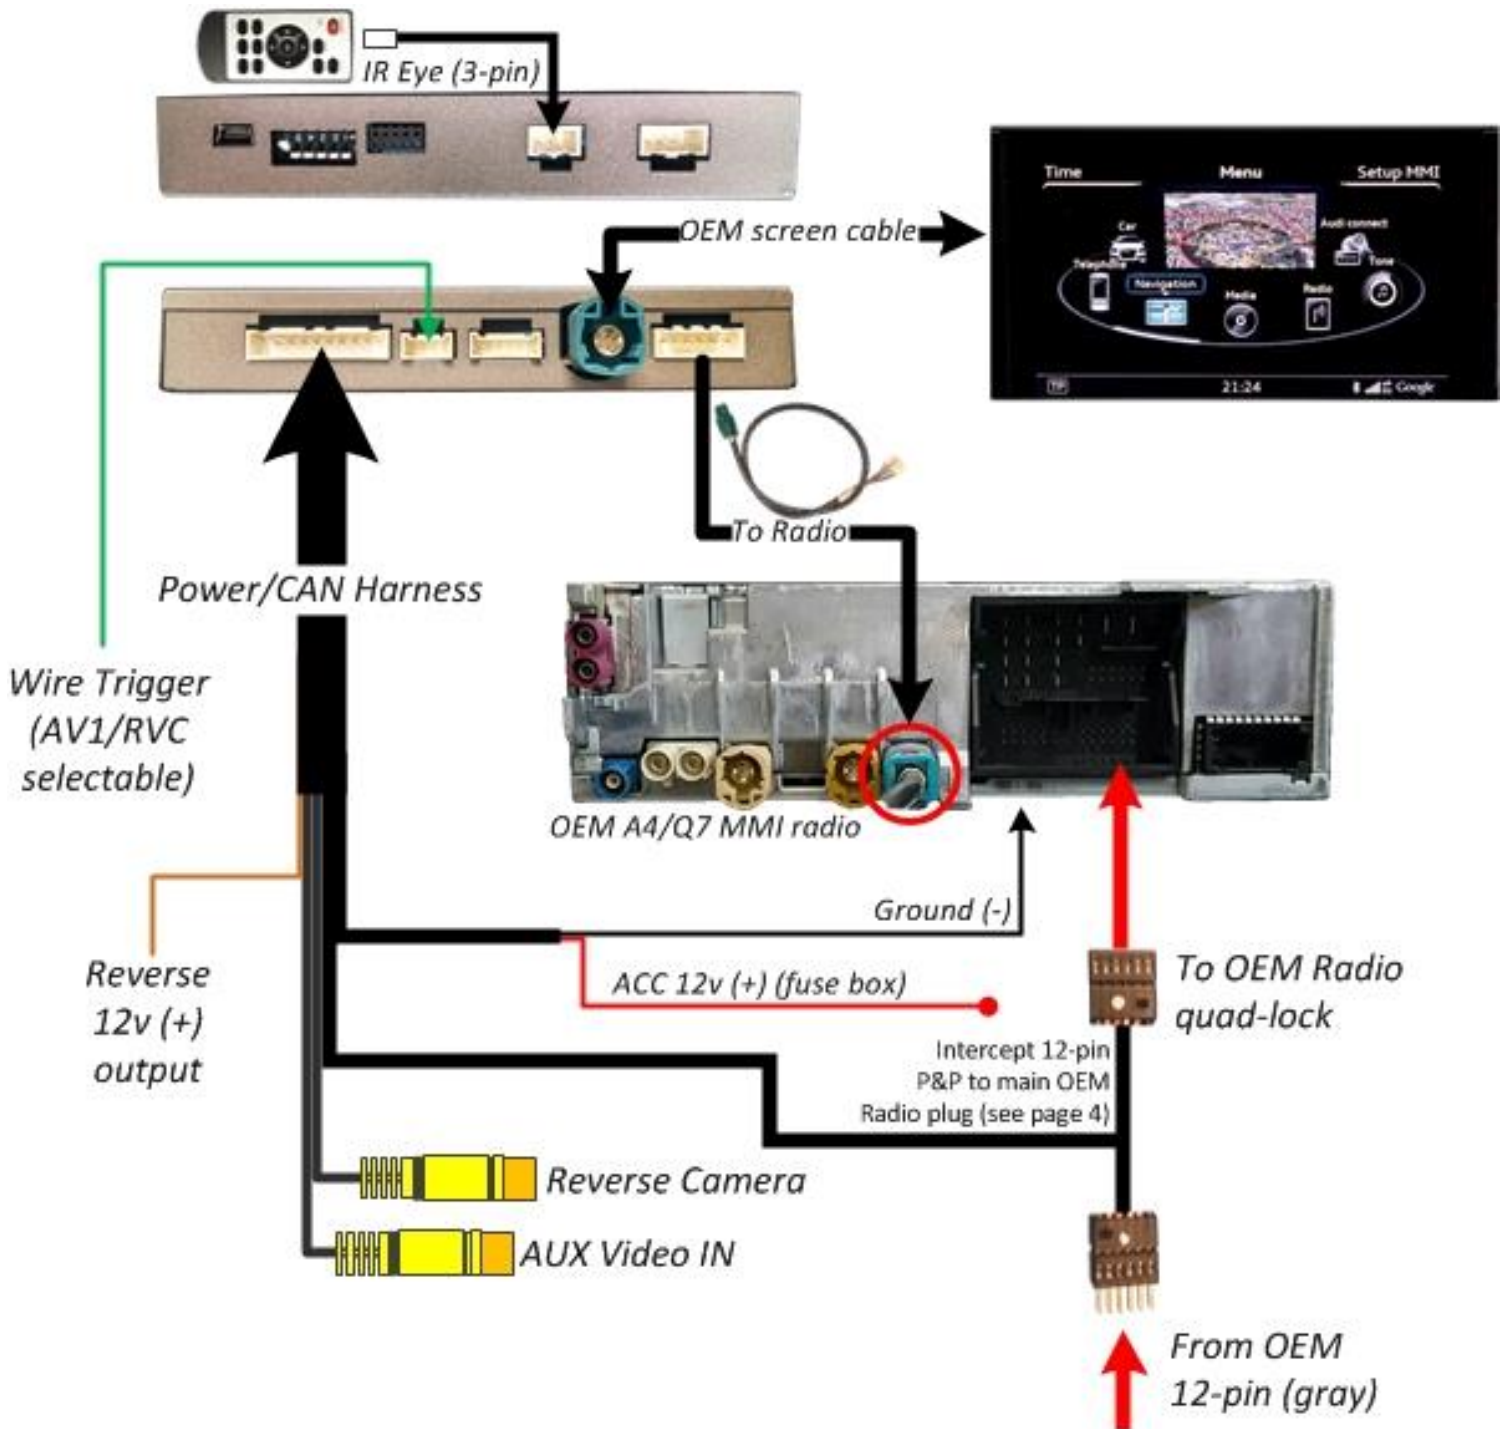 IR Eye (3-pin)
OEM screen cable
Time
Menu
Setup MMI
Car
Audi connect
Telephone
Tone
Navigation
Media
Radio
21:24
Google
To Radio
Power/CAN Harness
Wire Trigger
(AV1/RVC
selectable)
OEM A4/Q7 MMI radio
Ground (-)
ACC 12v (+) (fuse box)
Reverse
12v (+)
output
To OEM Radio
quad-lock
Intercept 12-pin
P&P to main OEM
Radio plug (see page 4)
Reverse Camera
AUX Video IN
From OEM
12-pin (gray)